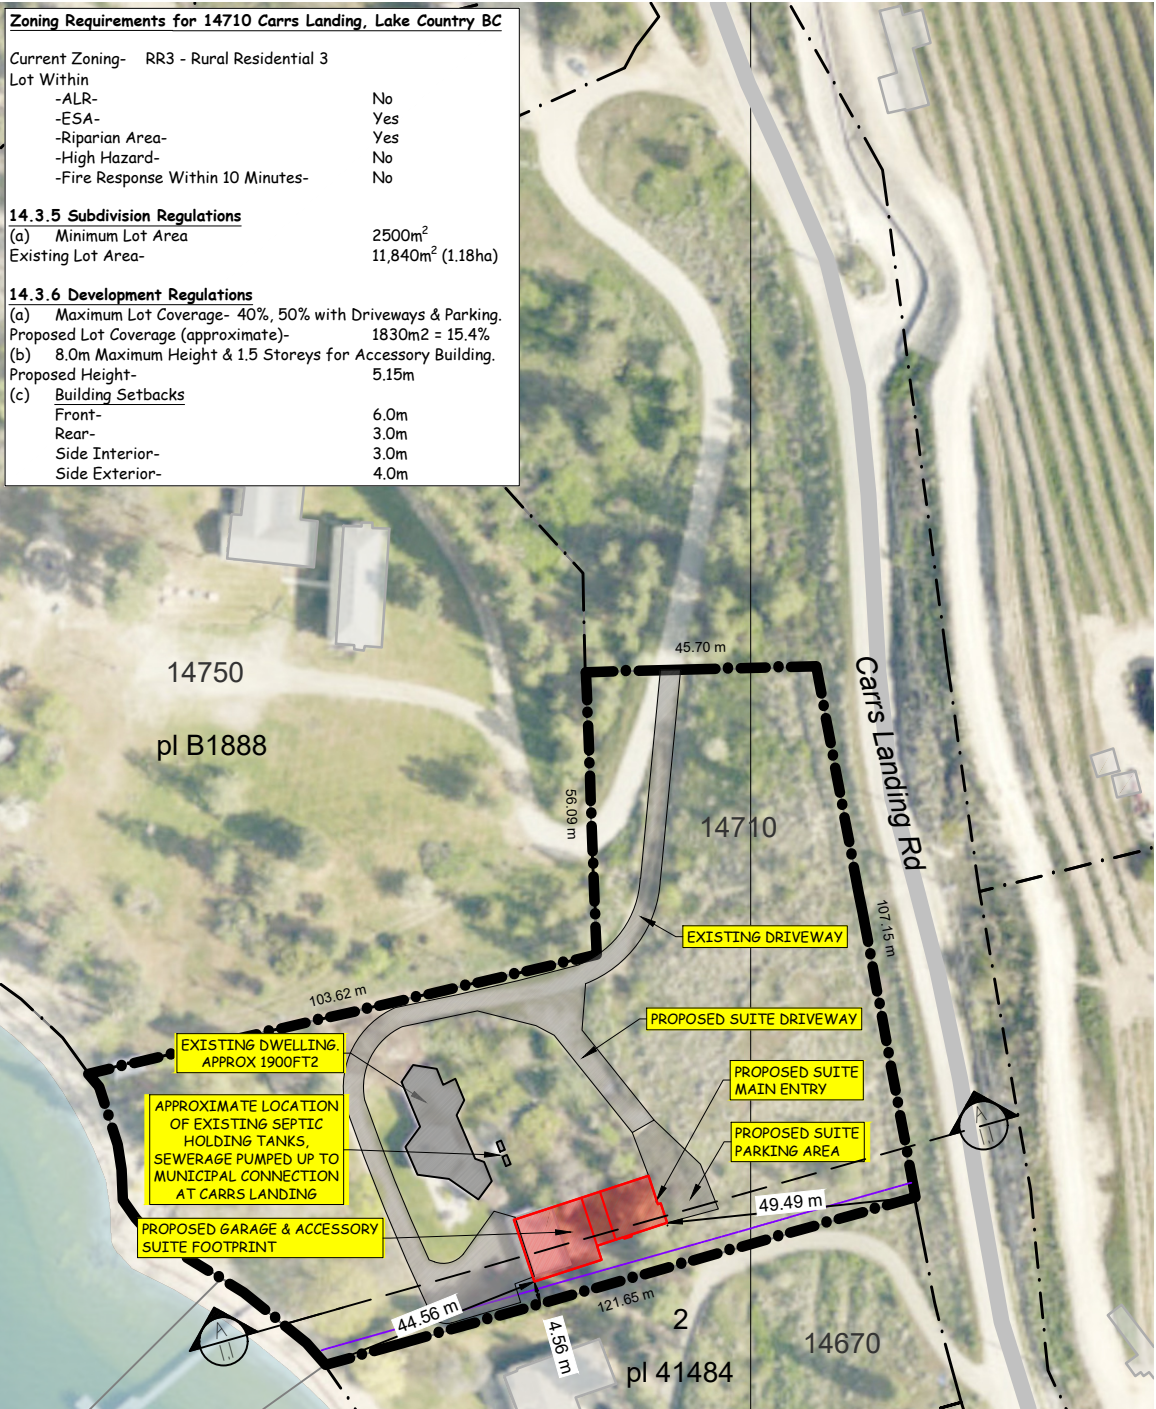 Zoning Requirements for 14710 Carrs Landing, Lake Country BC
Current Zoning- RR3 - Rural Residential 3
Lot Within
-ALR- No
-ESA- Yes
-Riparian Area- Yes
-High Hazard- No
-Fire Response Within 10 Minutes- No
14.3.5 Subdivision Regulations
(a) Minimum Lot Area 2500m²
Existing Lot Area- 11,840m² (1.18ha)
14.3.6 Development Regulations
(a) Maximum Lot Coverage- 40%, 50% with Driveways & Parking.
Proposed Lot Coverage (approximate)- 1830m2 = 15.4%
(b) 8.0m Maximum Height & 1.5 Storeys for Accessory Building.
Proposed Height- 5.15m
(c) Building Setbacks
Front- 6.0m
Rear- 3.0m
Side Interior- 3.0m
Side Exterior- 4.0m
45.70 m
14750
pl B1888
Carrs Landing Rd
56.09 m
14710
107.15 m
EXISTING DRIVEWAY
103.62 m
PROPOSED SUITE DRIVEWAY
EXISTING DWELLING.
APPROX 1900FT2
PROPOSED SUITE
MAIN ENTRY
APPROXIMATE LOCATION
OF EXISTING SEPTIC
HOLDING TANKS,
SEWERAGE PUMPED UP TO
MUNICIPAL CONNECTION
AT CARRS LANDING
A
1.1
PROPOSED SUITE
PARKING AREA
49.49 m
PROPOSED GARAGE & ACCESSORY
SUITE FOOTPRINT
121.65 m
44.56 m
4.56 m
A
1.1
2
14670
pl 41484